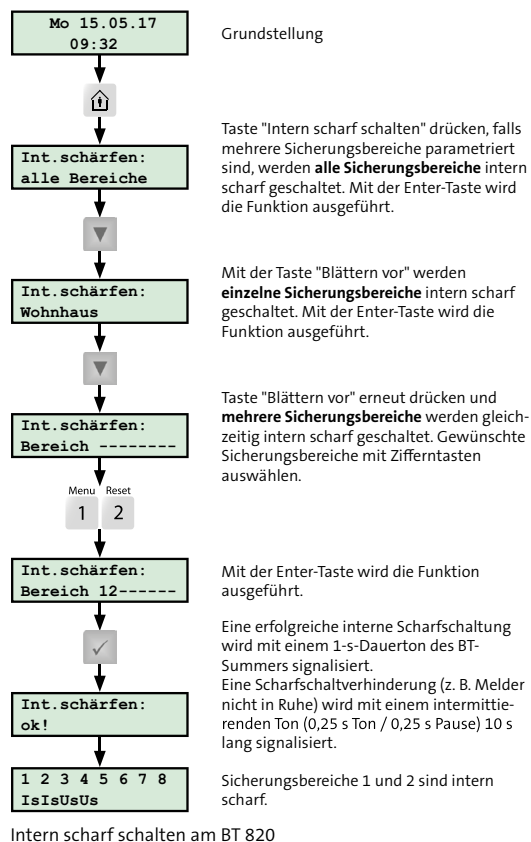 Mo 15.05.17
09:32
Grundstellung
Int.schärfen:
alle Bereiche
Taste "Intern scharf schalten" drücken, falls
mehrere Sicherungsbereiche parametriert
sind, werden alle Sicherungsbereiche intern
scharf geschaltet. Mit der Enter-Taste wird
die Funktion ausgeführt.
Int.schärfen:
Wohnhaus
Mit der Taste "Blättern vor" werden
einzelne Sicherungsbereiche intern scharf
geschaltet. Mit der Enter-Taste wird die
Funktion ausgeführt.
Int.schärfen:
Bereich --------
Taste "Blättern vor" erneut drücken und
mehrere Sicherungsbereiche werden gleich-
zeitig intern scharf geschaltet. Gewünschte
Sicherungsbereiche mit Zifferntasten
auswählen.
Menu Reset
1 2
Int.schärfen:
Bereich 12------
Mit der Enter-Taste wird die Funktion
ausgeführt.
Eine erfolgreiche interne Scharfschaltung
wird mit einem 1-s-Dauerton des BT-
Summers signalisiert.
Eine Scharfschaltverhinderung (z. B. Melder
nicht in Ruhe) wird mit einem intermittie-
renden Ton (0,25 s Ton / 0,25 s Pause) 10 s
lang signalisiert.
Int.schärfen:
ok!
1 2 3 4 5 6 7 8
IsIsUsUs
Sicherungsbereiche 1 und 2 sind intern
scharf.
Intern scharf schalten am BT 820